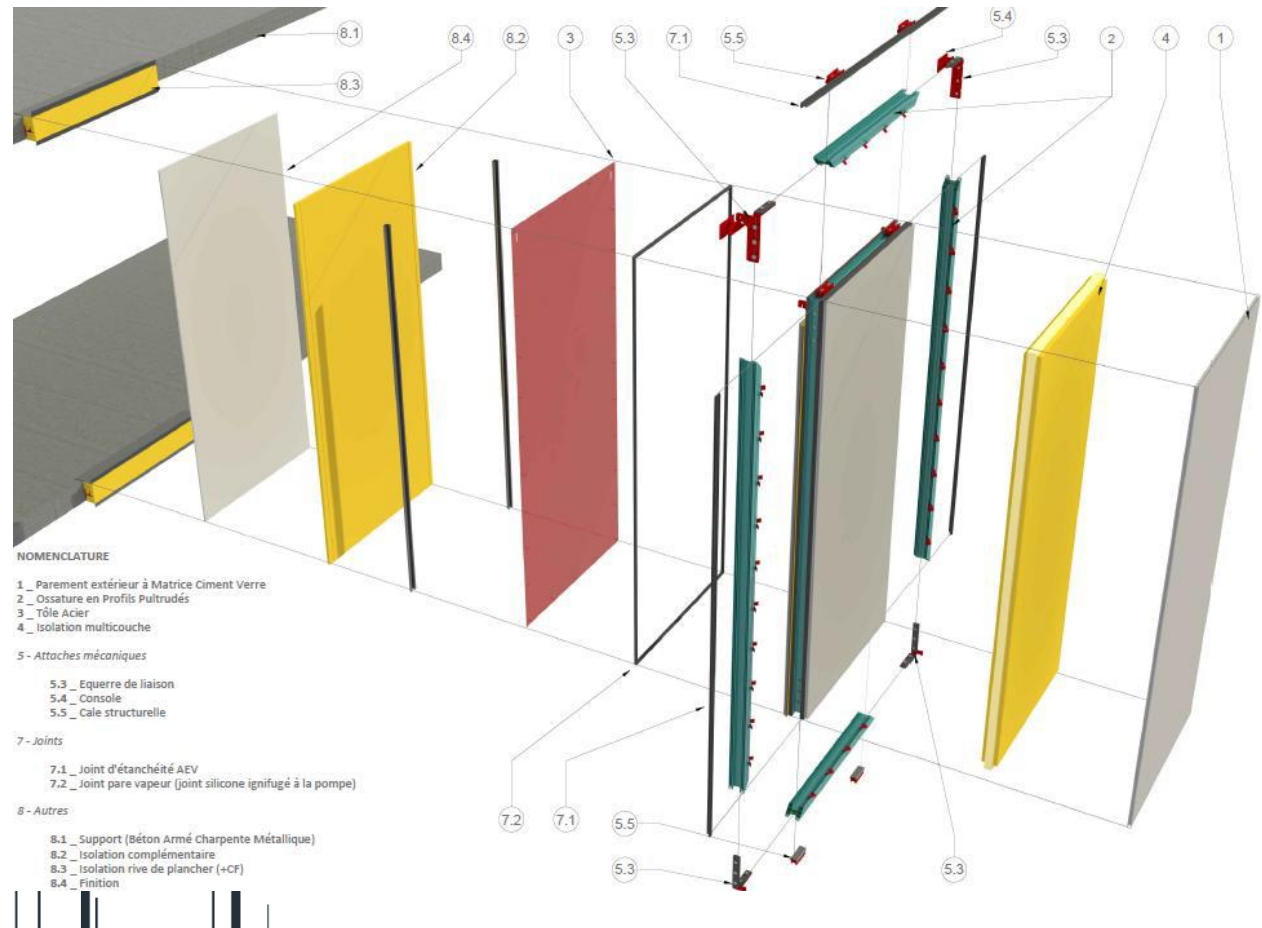 8.1
8.4
8.2
3
5.3
7.1
5.5
5.4
5.3
2
4
1
8.3
NOMENCLATURE
1 _ Parement extérieur à Matrice Ciment Verre
2 _ Ossature en Profils Pultrudés
3 _ Tôle Acier
4 _ Isolation multicouche
5 - Attaches mécaniques
5.3 _ Equerre de liaison
5.4 _ Console
5.5 _ Cale structurelle
7 - Joints
7.1 _ Joint d'étanchéité AEV
7.2 _ Joint pare vapeur (joint silicone ignifugé à la pompe)
8 - Autres
8.1 _ Support (Béton Armé Charpente Métallique)
8.2 _ Isolation complémentaire
8.3 _ Isolation rive de plancher (+CF)
8.4 _ Finition
7.2
7.1
5.5
5.3
5.3